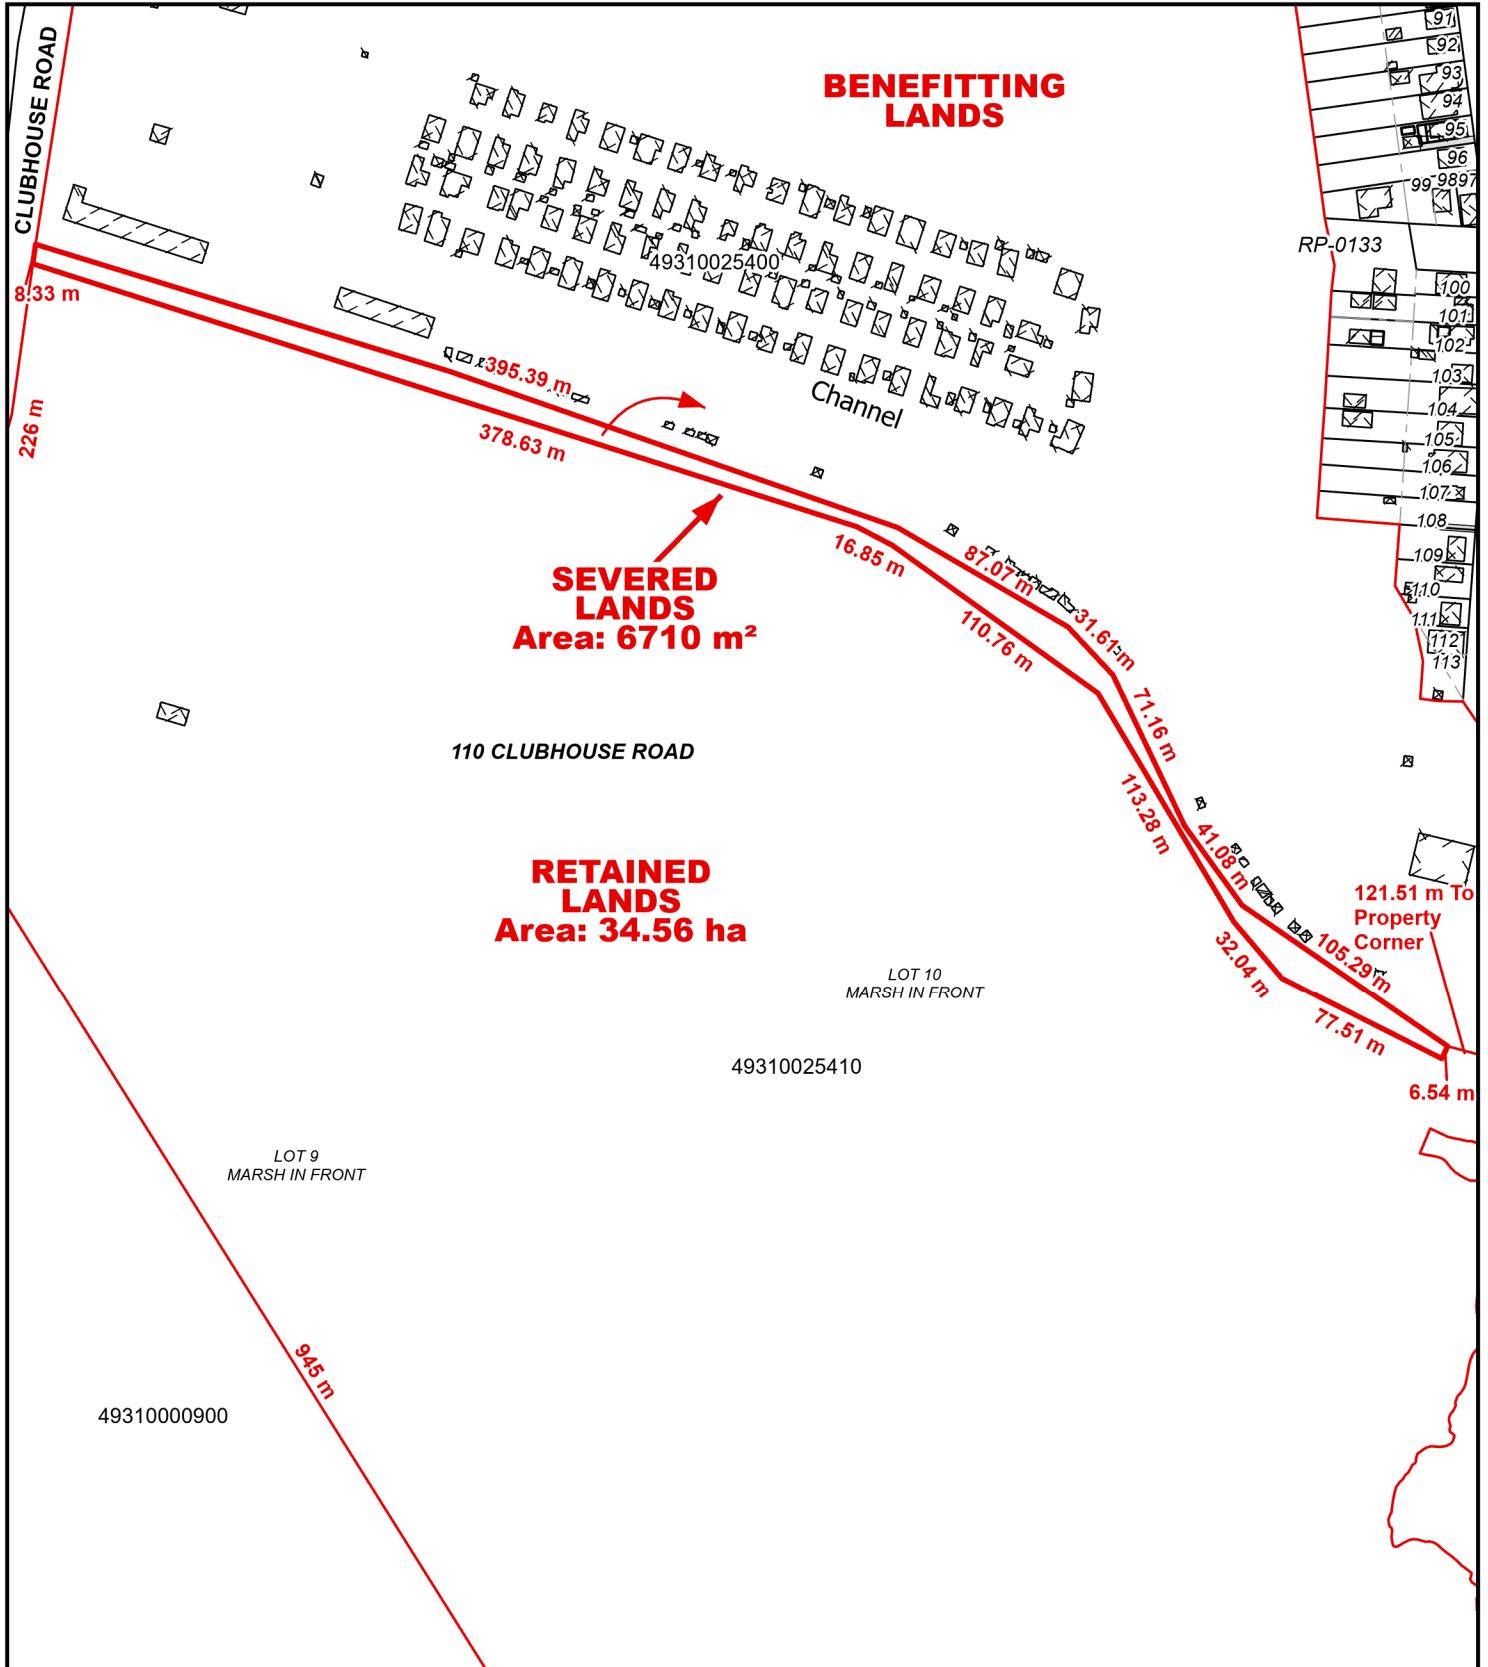 CLUBHOUSE ROAD
BENEFITTING
LANDS
91
92
93
94
95
96
97
98
99
RP-0133
49310025400
100
101
102
103
104
105
106
107
108
109
110
111
112
113
8.33 m
395.39 m
378.63 m
226 m
Channel
16.85 m
87.07 m
31.61 m
110.76 m
71.16 m
SEVERED
LANDS
Area: 6710 m²
110 CLUBHOUSE ROAD
113.28 m
41.08 m
RETAINED
LANDS
Area: 34.56 ha
121.51 m To
Property
Corner
105.29 m
32.04 m
77.51 m
6.54 m
LOT 10
MARSH IN FRONT
49310025410
LOT 9
MARSH IN FRONT
945 m
49310000900